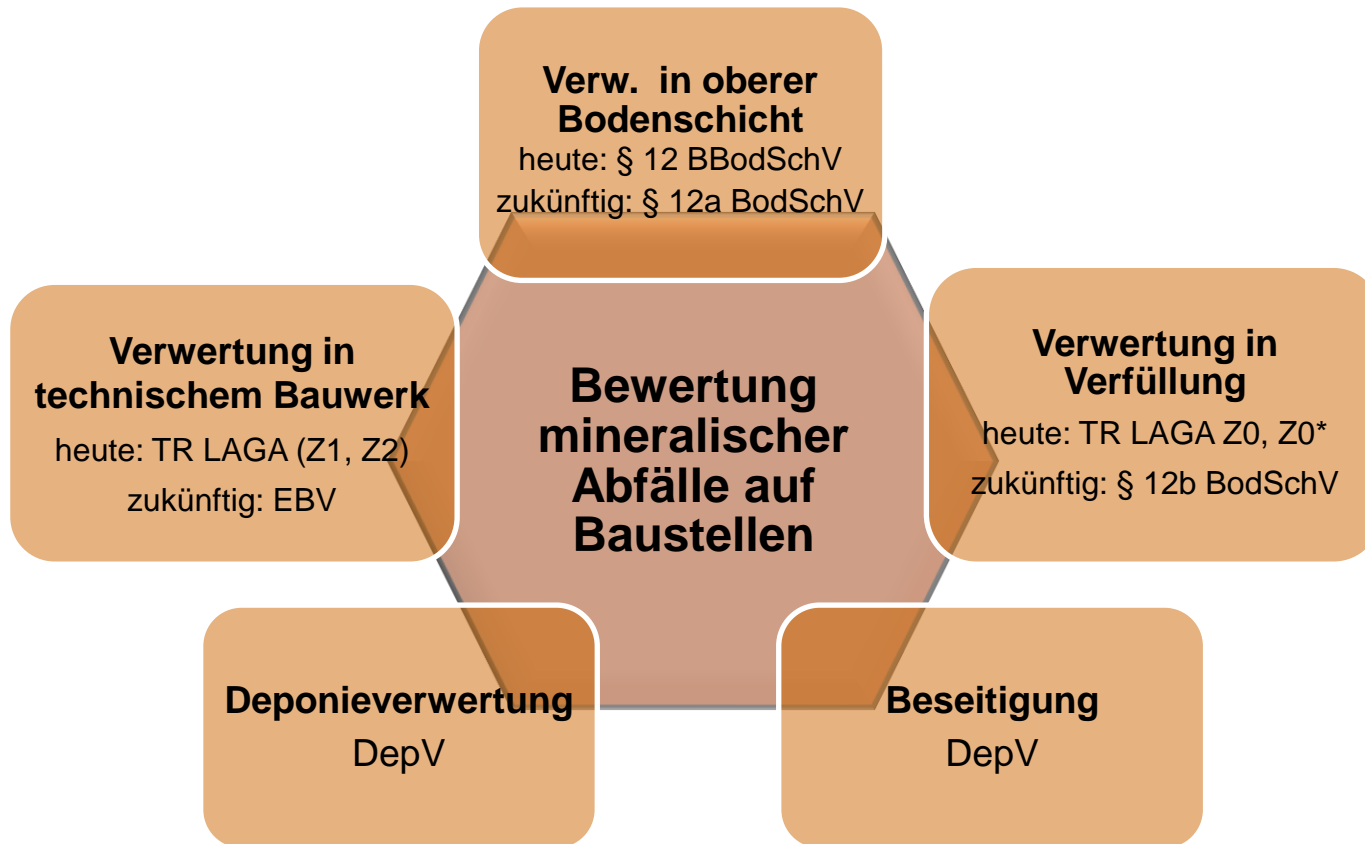 Verw. in oberer
Bodenschicht
heute: § 12 BBodSchV
zukünftig: § 12a BodSchV
Verwertung in
technischem Bauwerk
heute: TR LAGA (Z1, Z2)
zukünftig: EBV
Bewertung
mineralischer
Abfälle auf
Baustellen
Verwertung in
Verfüllung
heute: TR LAGA Z0, Z0*
zukünftig: § 12b BodSchV
Deponieverwertung
DepV
Beseitigung
DepV